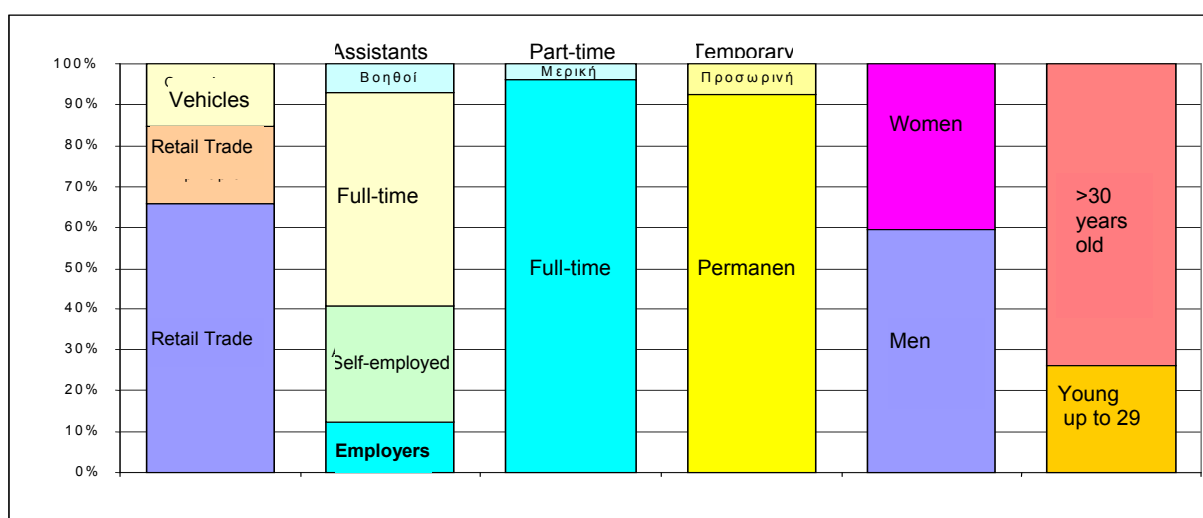 Assistants
Part-time
Temporary
100%
90%
80%
70%
60%
50%
40%
30%
20%
10%
0%
Vehicles
Retail Trade
Retail Trade
Βοηθοί
Full-time
Self-employed
Employers
Μερική
Full-time
Προσωρινή
Permanen
Women
Men
>30
years
old
Young
up to 29